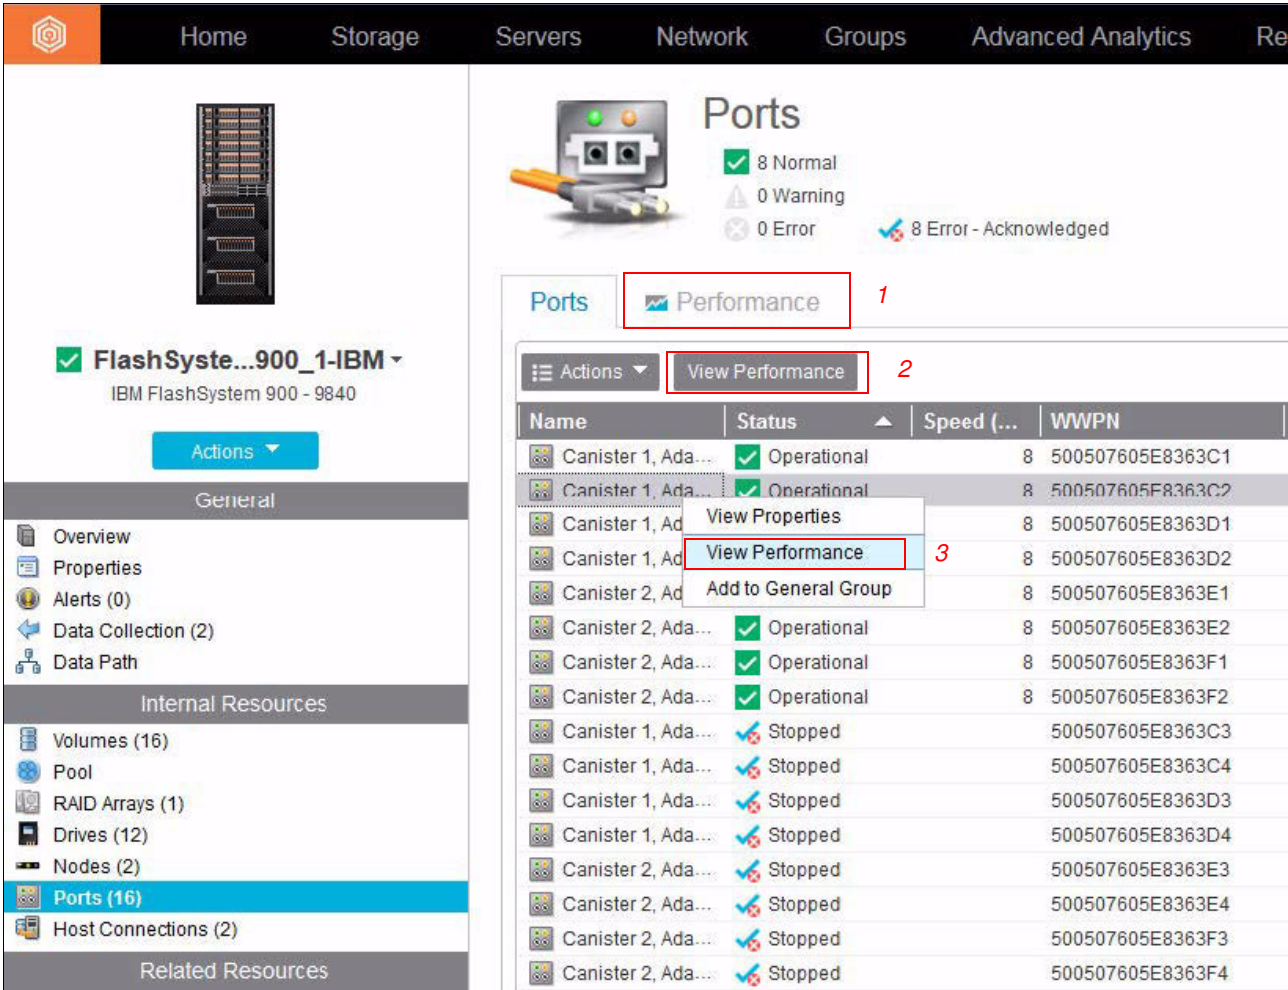 Home Storage Servers Network Groups Advanced Analytics Re
Ports
8 Normal
0 Warning
0 Error 8 Error - Acknowledged
Ports Performance 1
FlashSyste...900_1-IBM
IBM FlashSystem 900 - 9840
Actions
Actions View Performance 2
Name Status Speed (... WWPN
Canister 1, Ada... Operational 8 500507605E8363C1
Canister 1, Ada... Operational 8 500507605E8363C2
Canister 1, Ad 8 500507605E8363D1
Canister 1, Ad 8 500507605E8363D2
Canister 2, Ad 8 500507605E8363E1
Canister 2, Ada... Operational 8 500507605E8363E2
Canister 2, Ada... Operational 8 500507605E8363F1
Canister 2, Ada... Operational 8 500507605E8363F2
Canister 1, Ada... Stopped 500507605E8363C3
Canister 1, Ada... Stopped 500507605E8363C4
Canister 1, Ada... Stopped 500507605E8363D3
Canister 1, Ada... Stopped 500507605E8363D4
Canister 2, Ada... Stopped 500507605E8363E3
Canister 2, Ada... Stopped 500507605E8363E4
Canister 2, Ada... Stopped 500507605E8363F3
Canister 2, Ada... Stopped 500507605E8363F4
View Properties
View Performance 3
Add to General Group
General
Overview
Properties
Alerts (0)
Data Collection (2)
Data Path
Internal Resources
Volumes (16)
Pool
RAID Arrays (1)
Drives (12)
Nodes (2)
Ports (16)
Host Connections (2)
Related Resources